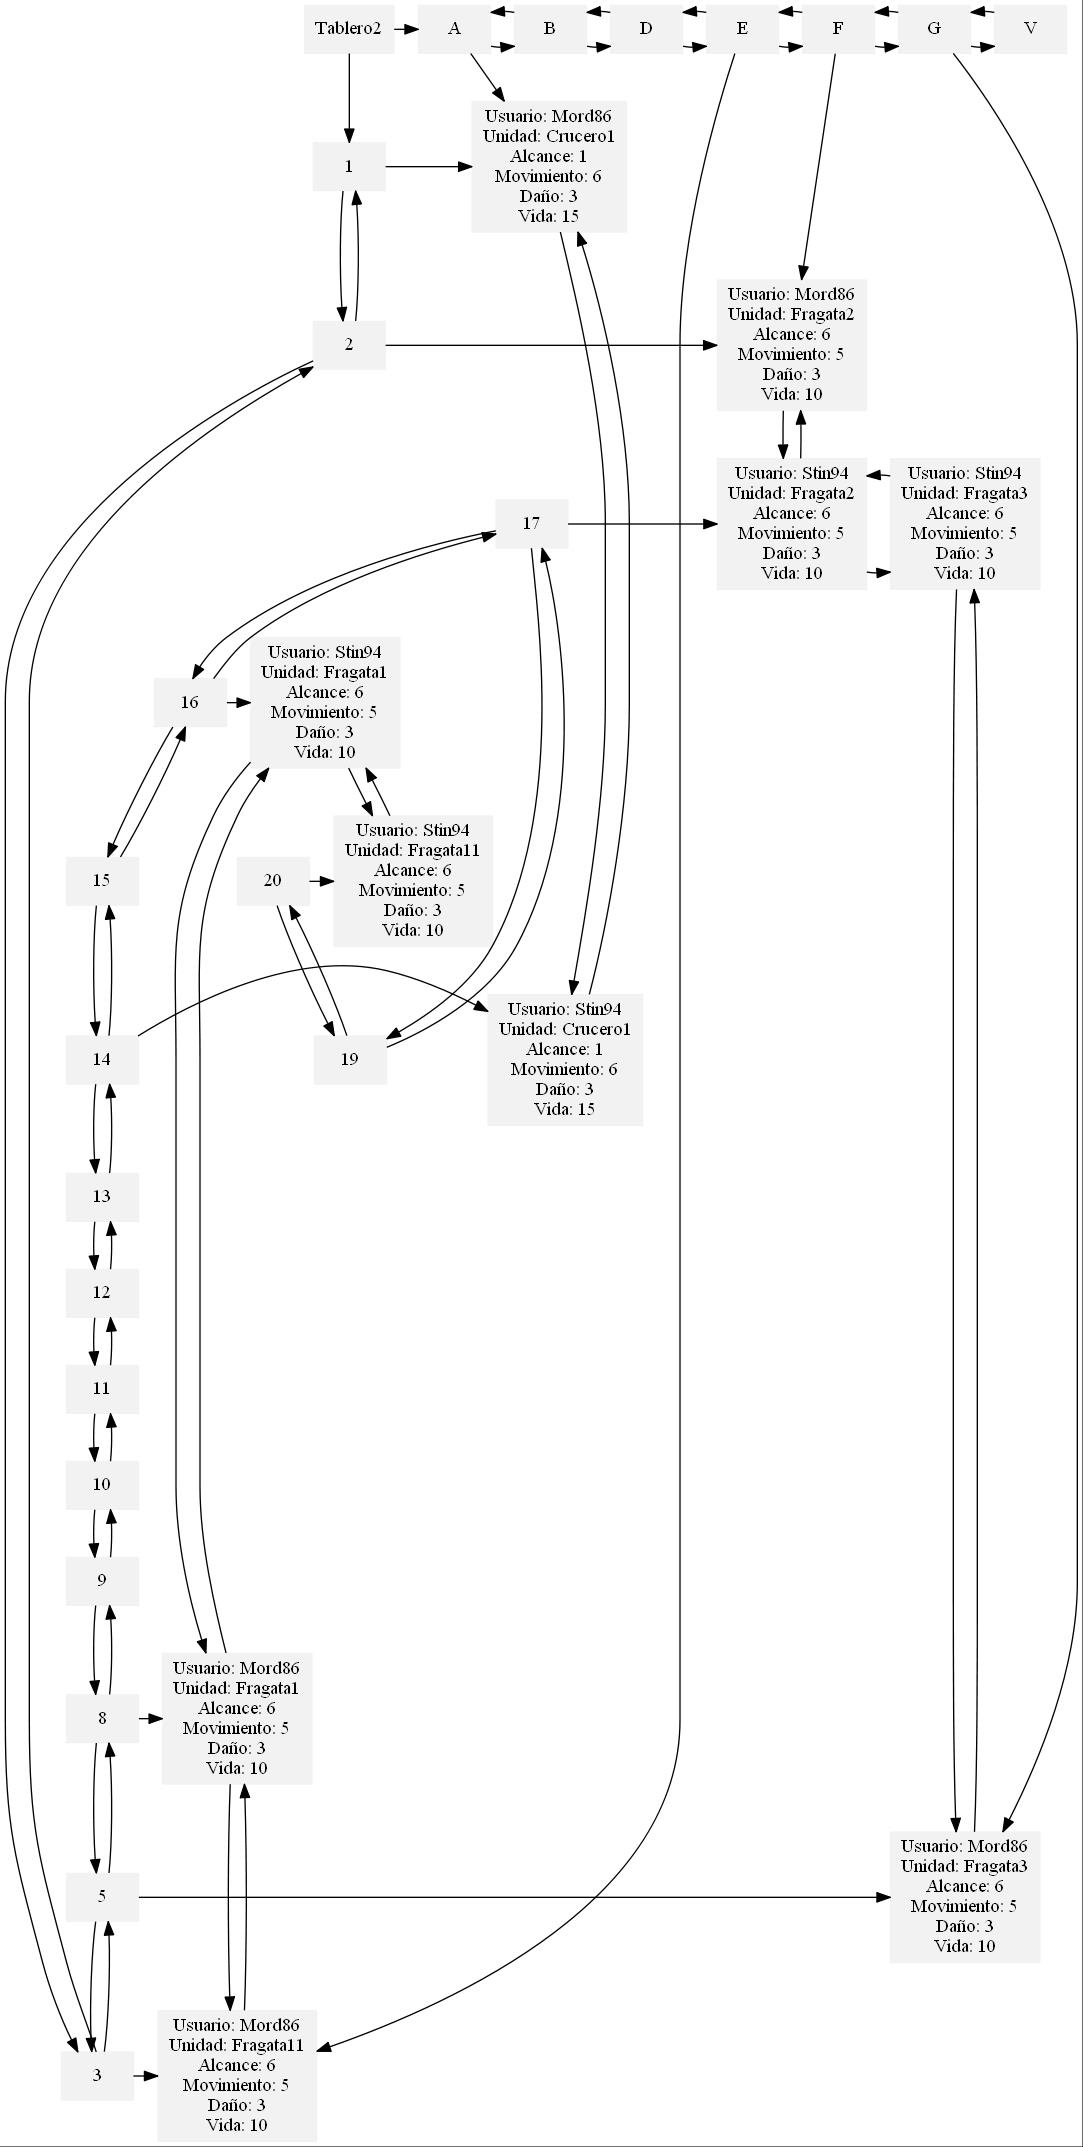 Tablero2
A
B
D
E
F
G
V
Usuario: Mord86
Unidad: Crucero1
Alcance: 1
Movimiento: 6
Daño: 3
Vida: 15
1
Usuario: Mord86
Unidad: Fragata2
Alcance: 6
Movimiento: 5
Daño: 3
Vida: 10
2
Usuario: Stin94
Unidad: Fragata2
Alcance: 6
Movimiento: 5
Daño: 3
Vida: 10
Usuario: Stin94
Unidad: Fragata3
Alcance: 6
Movimiento: 5
Daño: 3
Vida: 10
17
Usuario: Stin94
Unidad: Fragata1
Alcance: 6
Movimiento: 5
Daño: 3
Vida: 10
16
Usuario: Stin94
Unidad: Fragata11
Alcance: 6
Movimiento: 5
Daño: 3
Vida: 10
15
20
Usuario: Stin94
Unidad: Crucero1
Alcance: 1
Movimiento: 6
Daño: 3
Vida: 15
14
19
13
12
11
10
9
Usuario: Mord86
Unidad: Fragata1
Alcance: 6
Movimiento: 5
Daño: 3
Vida: 10
8
Usuario: Mord86
Unidad: Fragata3
Alcance: 6
Movimiento: 5
Daño: 3
Vida: 10
5
Usuario: Mord86
Unidad: Fragata11
Alcance: 6
Movimiento: 5
Daño: 3
Vida: 10
3